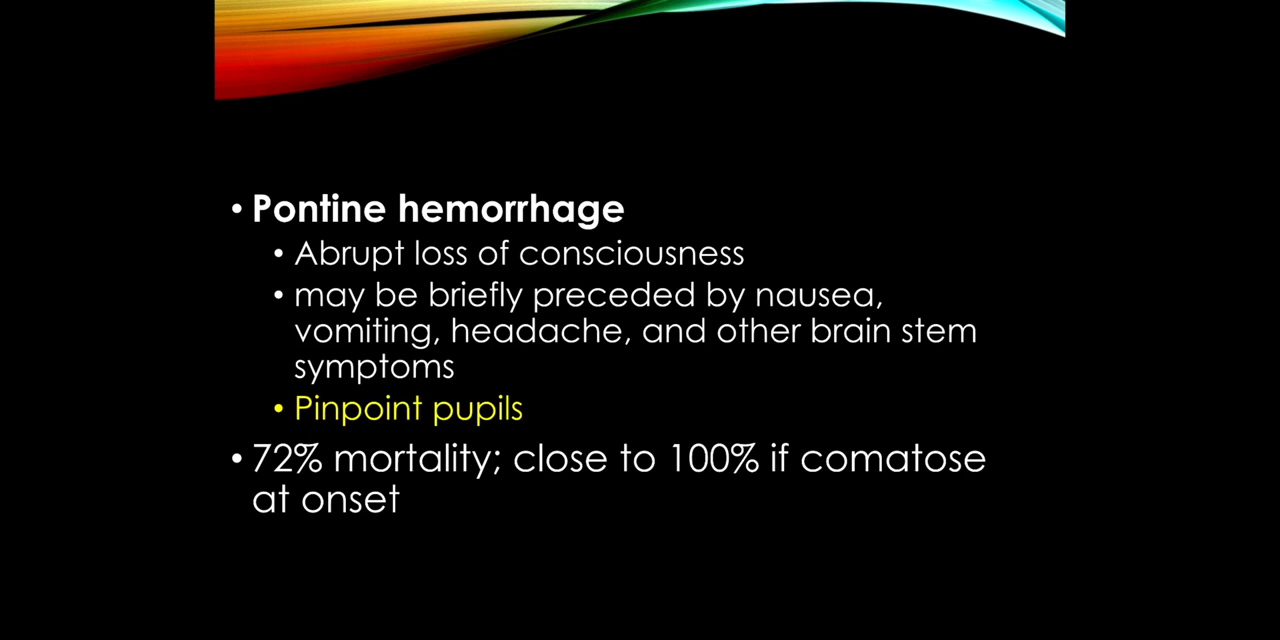 • Pontine hemorrhage
• Abrupt loss of consciousness
• may be briefly preceded by nausea,
vomiting, headache, and other brain stem
symptoms
• Pinpoint pupils
• 72% mortality; close to 100% if comatose
at onset